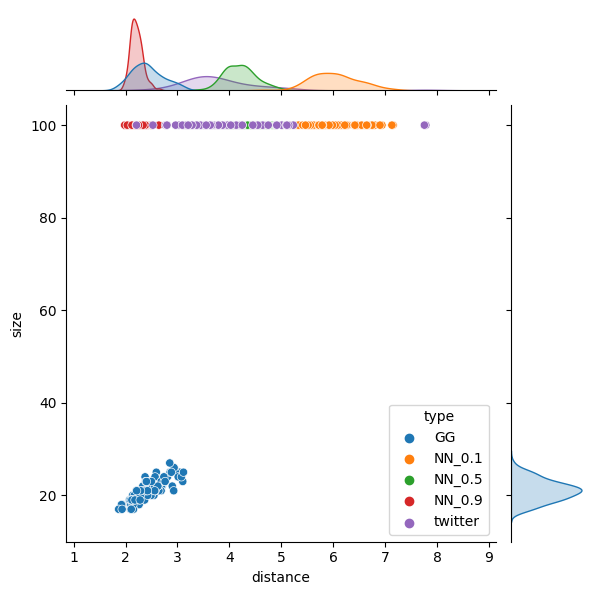 100
80
60
40
20
size
1 2 3 4 5 6 7 8 9
distance
type
GG
NN_0.1
NN_0.5
NN_0.9
twitter